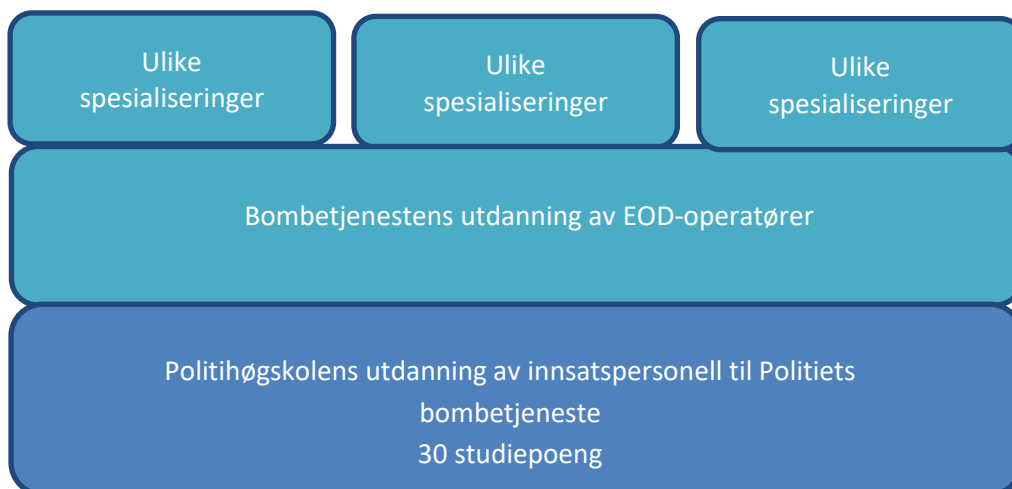 Ulike
spesialiseringer
Ulike
spesialiseringer
Ulike
spesialiseringer
Bombetjenestens utdanning av EOD-operatører
Politihøgskolens utdanning av innsatspersonell til Politiets
bombetjeneste
30 studiepoeng